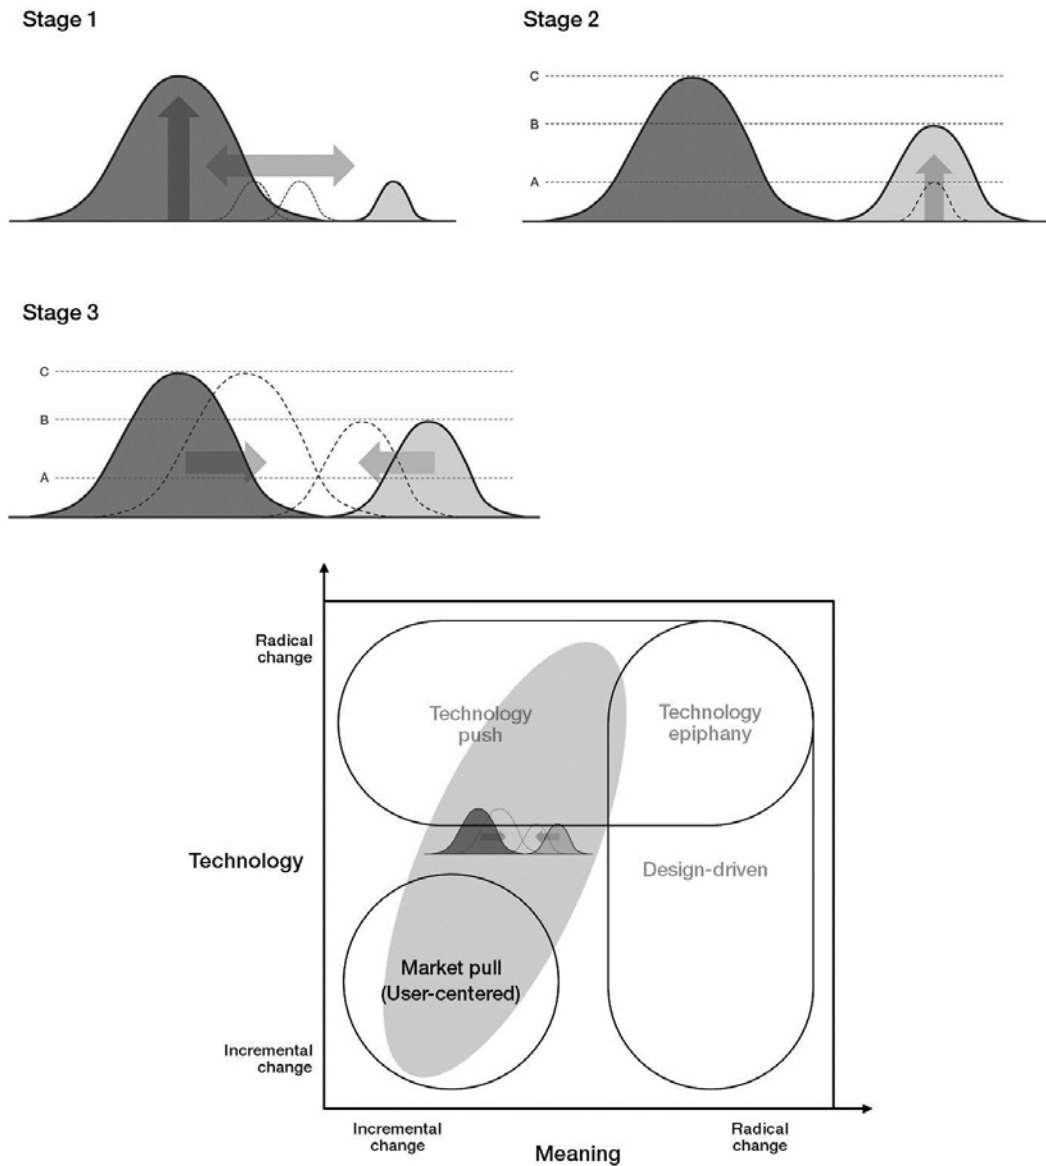 Stage 1
Stage 2
C
B
A
Stage 3
C
B
A
Radical
change
Technology
push
Technology
epiphany
Technology
Design-driven
Market pull
(User-centered)
Incremental
change
Incremental
change
Radical
change
Meaning